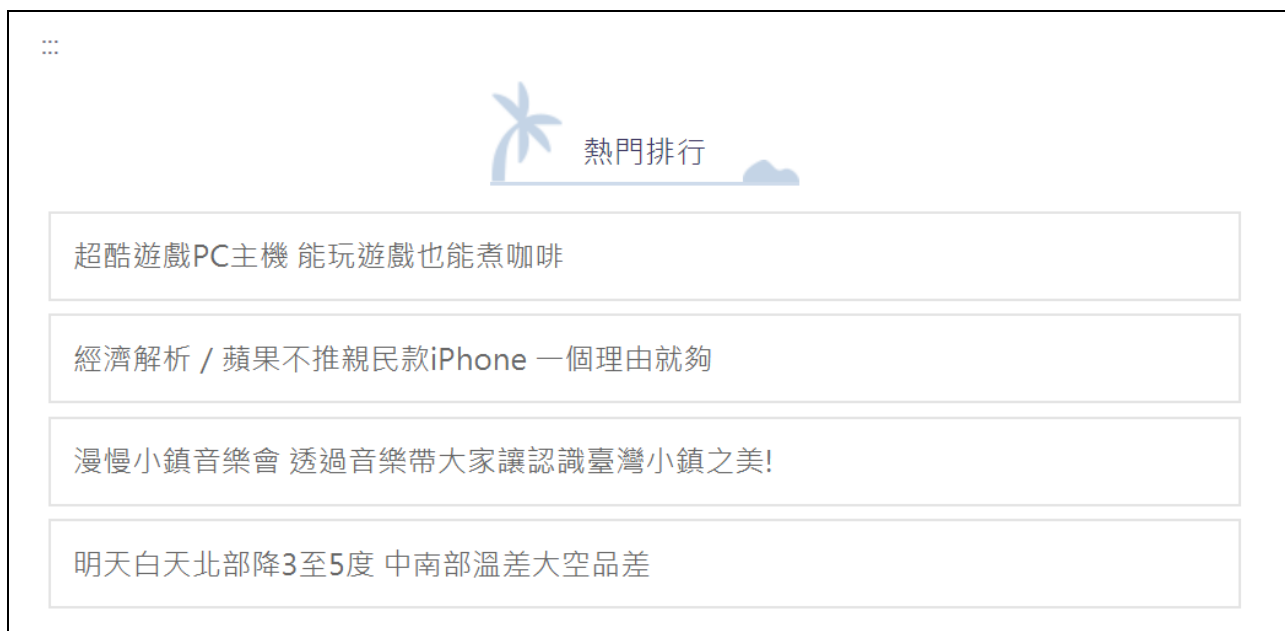 :::
熱門排行
超酷遊戲PC主機 能玩遊戲也能煮咖啡
經濟解析 / 蘋果不推親民款iPhone 一個理由就夠
漫慢小鎮音樂會 透過音樂帶大家讓認識臺灣小鎮之美!
明天白天北部降3至5度 中南部溫差大空品差